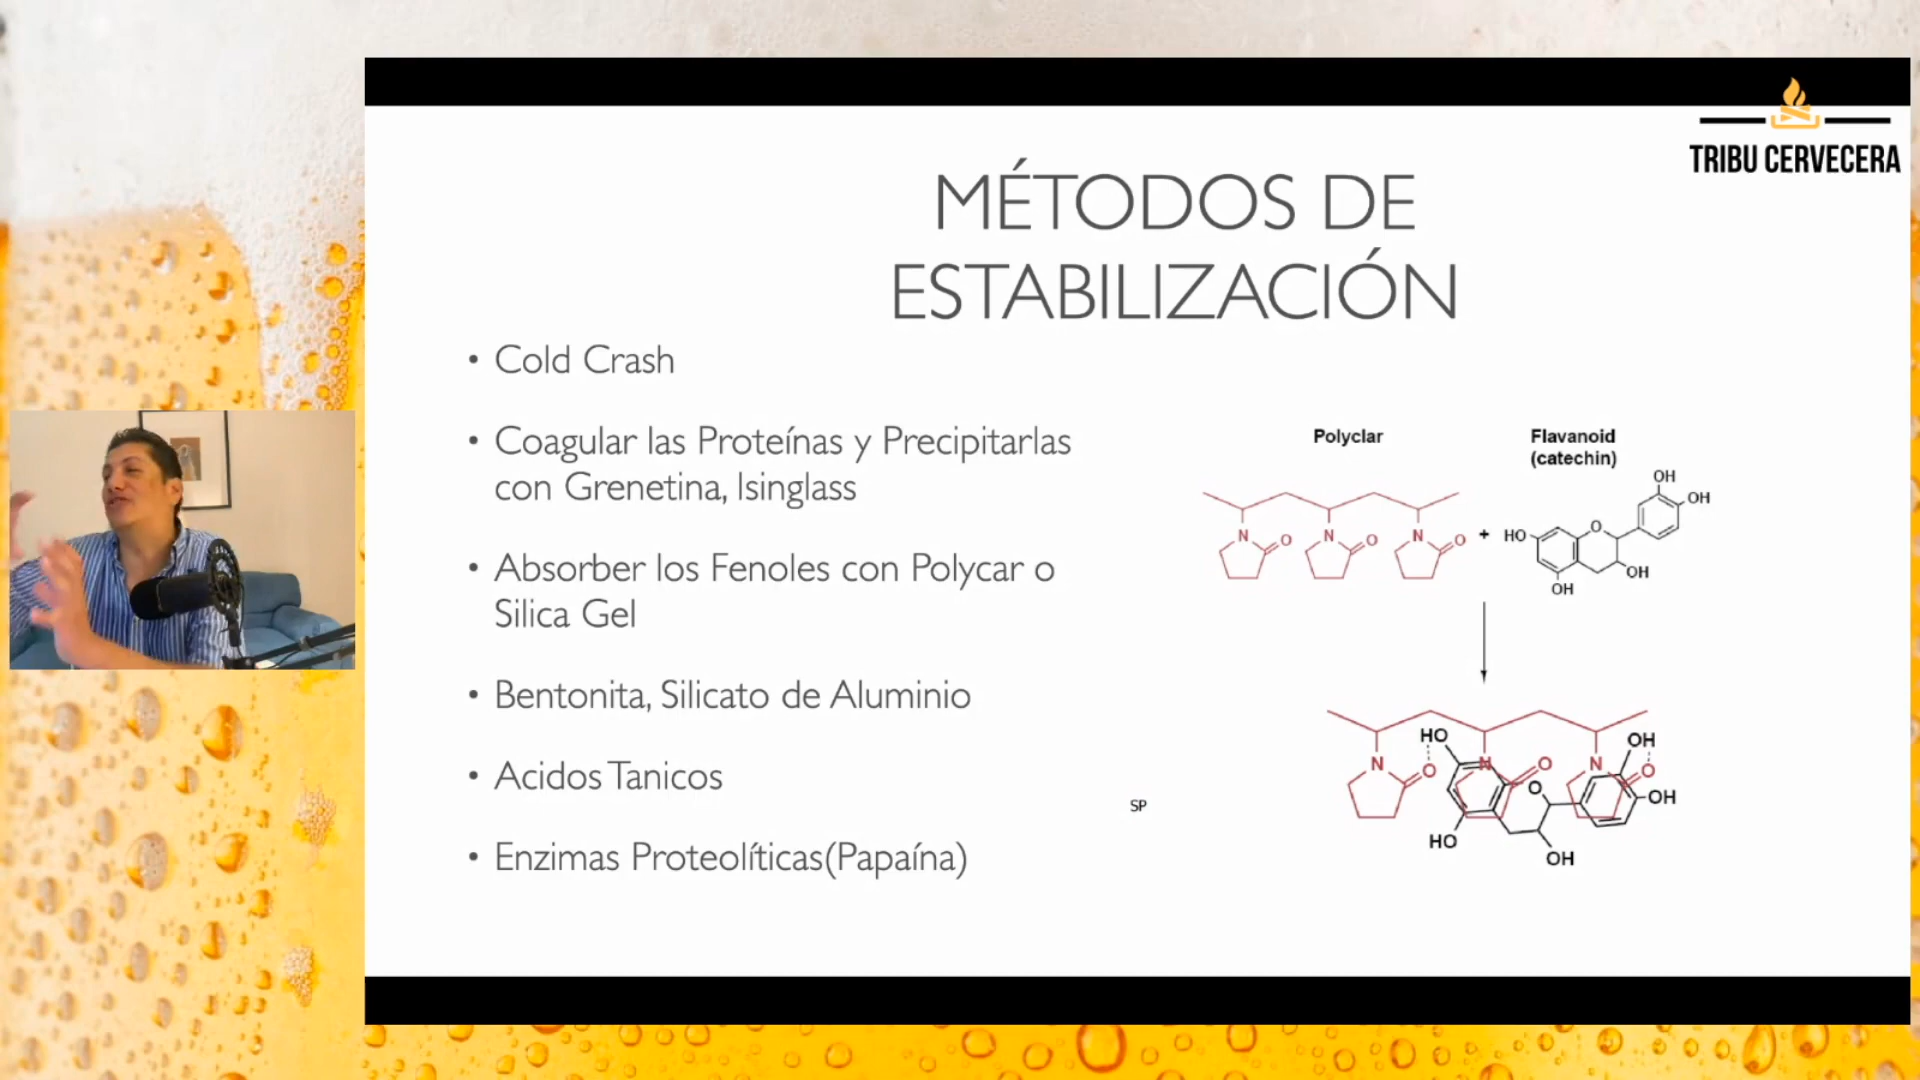 TRIBU CERVECERA
MÉTODOS DE
ESTABILIZACIÓN
• Cold Crash
• Coagular las Proteínas y Precipitarlas
con Grenetina, Isinglass
• Absorber los Fenoles con Polycar o
Silica Gel
• Bentonita, Silicato de Aluminio
• Acidos Tanicos
• Enzimas Proteolíticas(Papaína)
SP
Polyclar
Flavanoid
(catechin)
OH
OH
N O N O N O + HO O
OH
OH
HO OH
N O N O N O
O OH
HO
OH